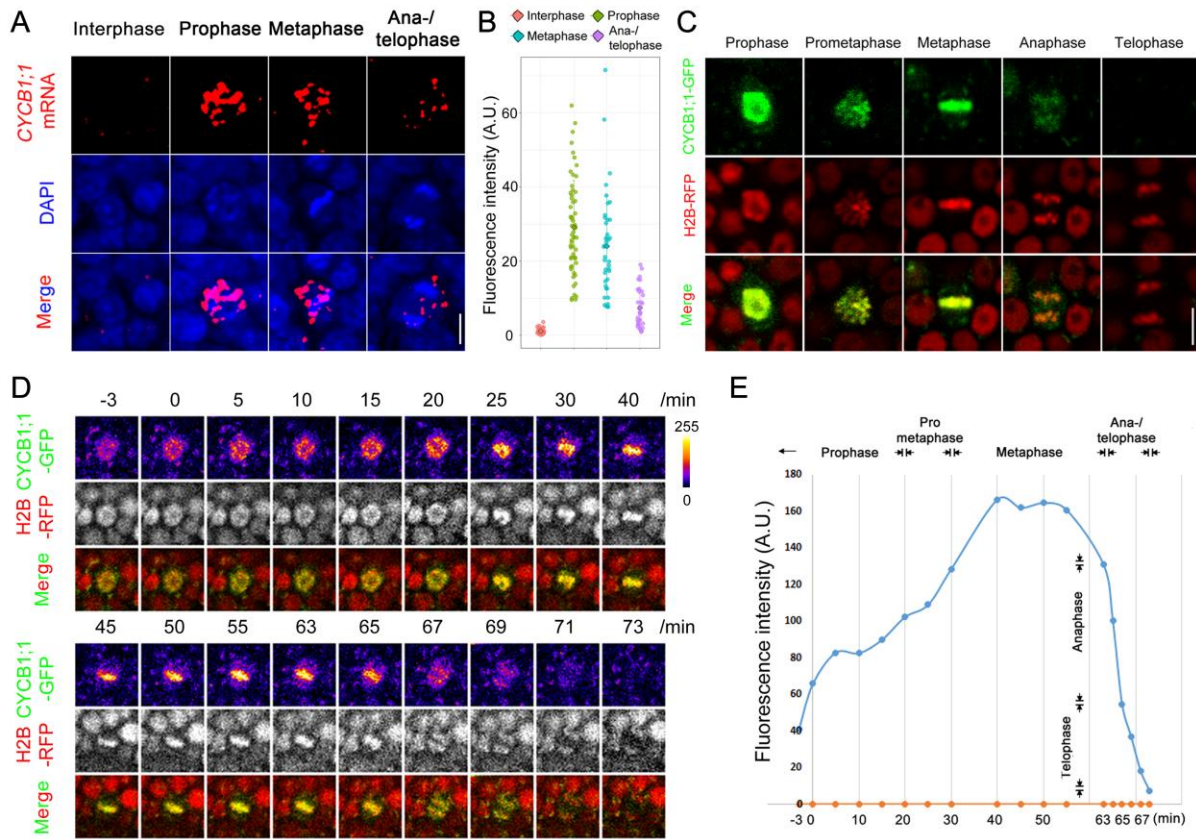 A
Interphase Prophase Metaphase Ana-/
telophase
CYCB1;1
mRNA
DAPI
Merge
B
Interphase Prophase
Metaphase Ana-/
telophase
Fluorescence intensity (A.U.)
60
40
20
0
C
Prophase Prometaphase Metaphase Anaphase Telophase
CYCB1;1-GFP
H2B-RFP
Merge
D
-3 0 5 10 15 20 25 30 40 /min
CYCB1;1
-GFP
H2B
-RFP
Merge
255
0
45 50 55 63 65 67 69 71 73 /min
CYCB1;1
-GFP
H2B
-RFP
Merge
E
Prophase Pro
metaphase Metaphase Ana-/
telophase
Fluorescence intensity (A.U.)
180
160
140
120
100
80
60
40
20
0
Anaphase
Telophase
-3 0 10 20 30 40 50 63 65 67 (min)